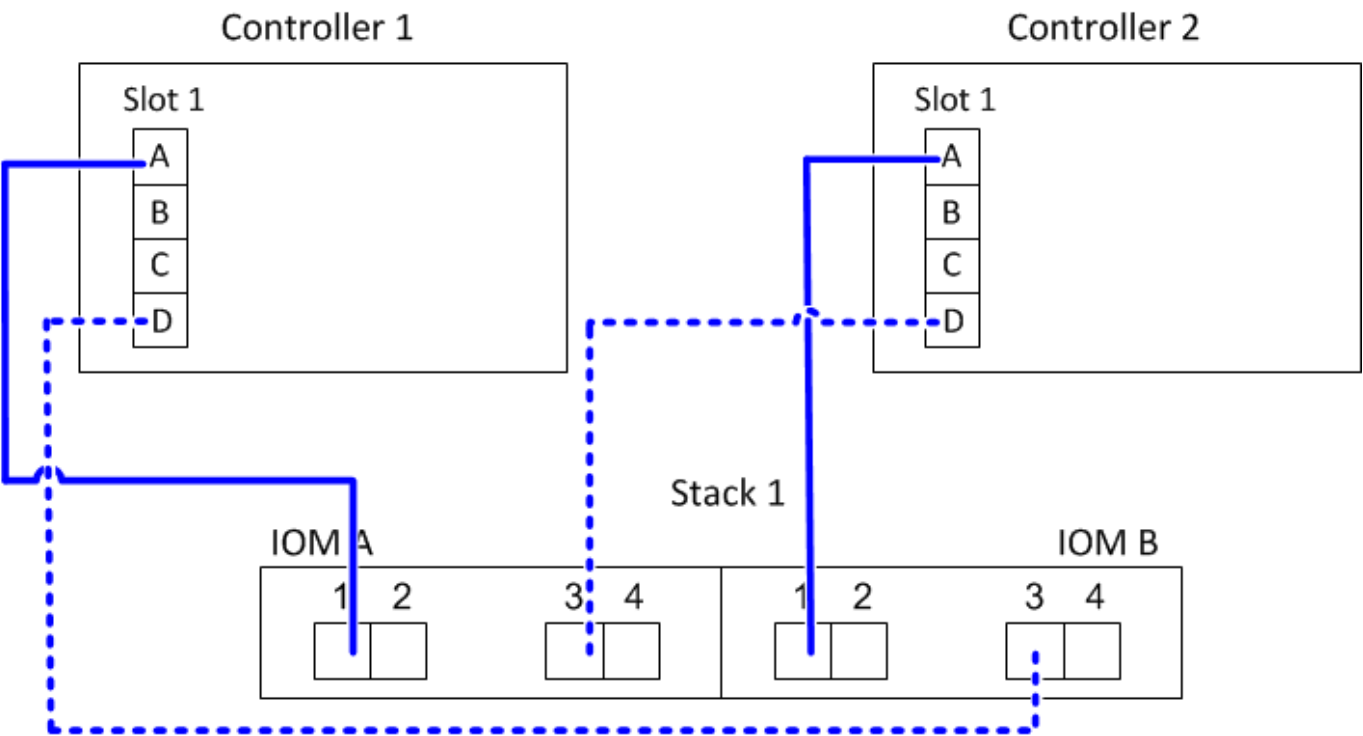 Controller 1
Controller 2
Slot 1
Slot 1
A
A
B
B
C
C
D
D
Stack 1
IOM A
IOM B
1 2 3 4 1 2 3 4